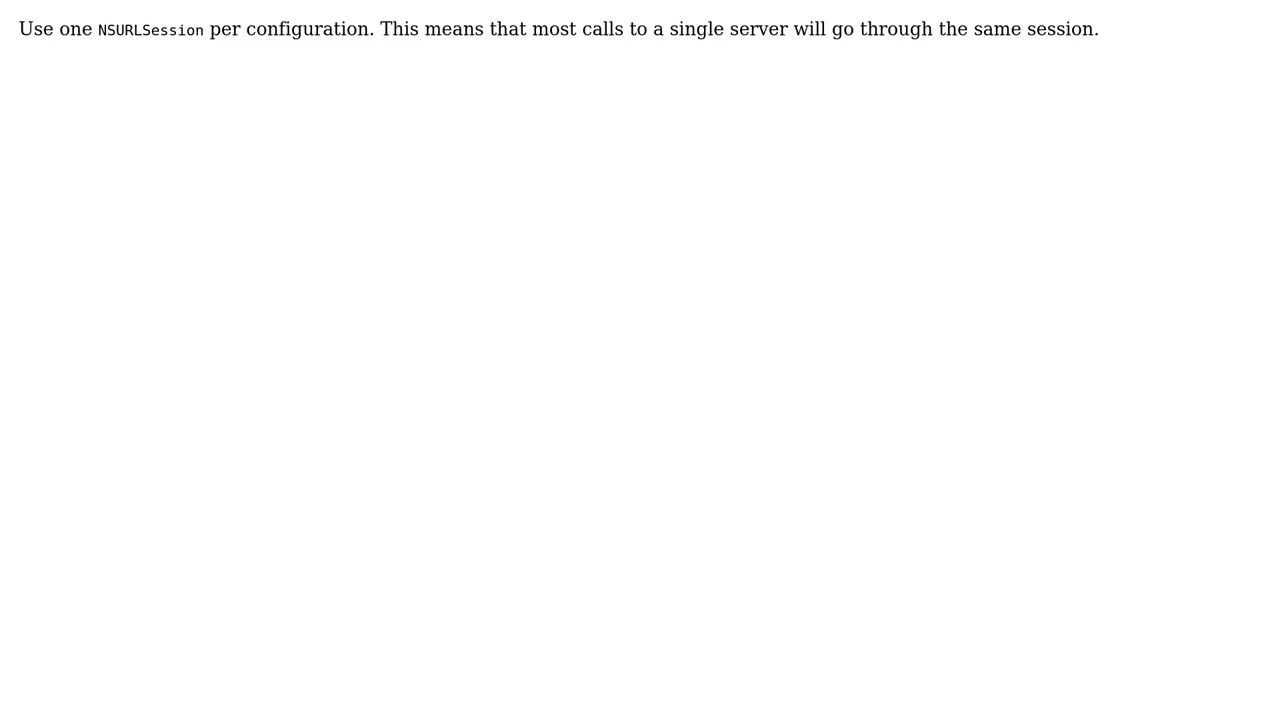 Use one NSURLSession per configuration. This means that most calls to a single server will go through the same session.